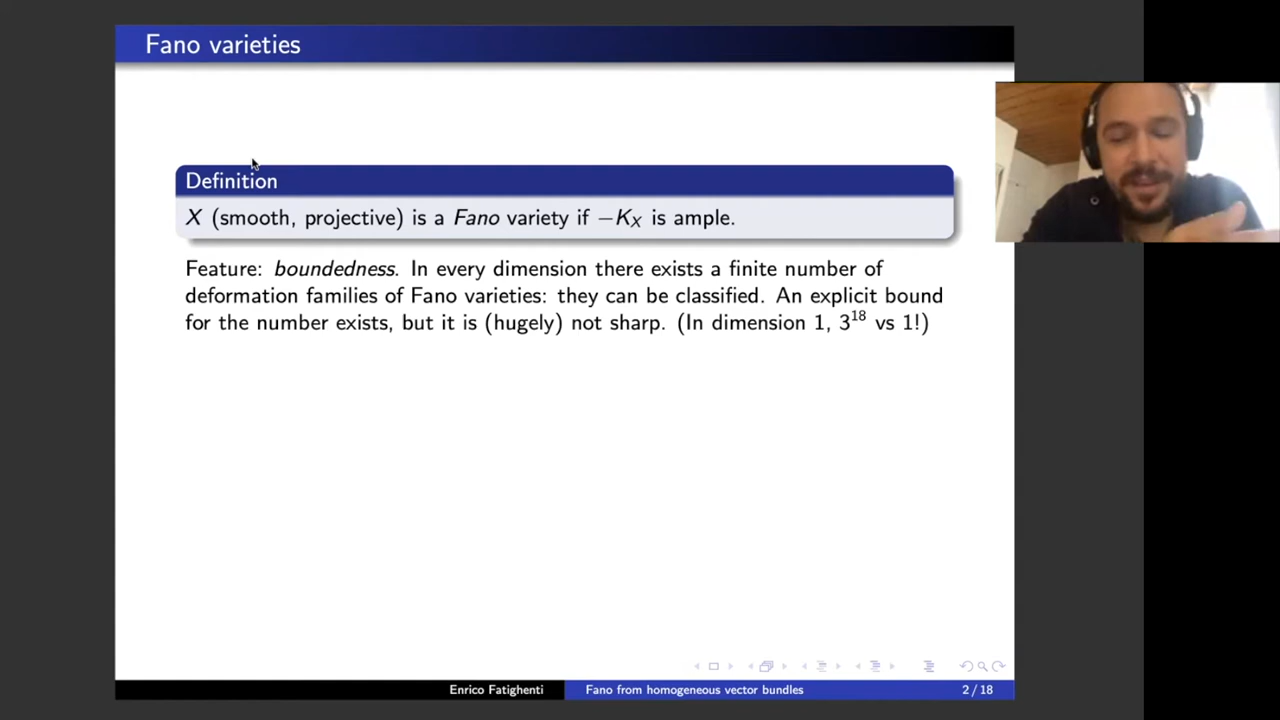 Fano varieties
Definition
X (smooth, projective) is a Fano variety if −K_X is ample.
Feature: boundedness. In every dimension there exists a finite number of
deformation families of Fano varieties: they can be classified. An explicit bound
for the number exists, but it is (hugely) not sharp. (In dimension 1, 3^18 vs 1!)
Enrico Fatighenti
Fano from homogeneous vector bundles
2 / 18